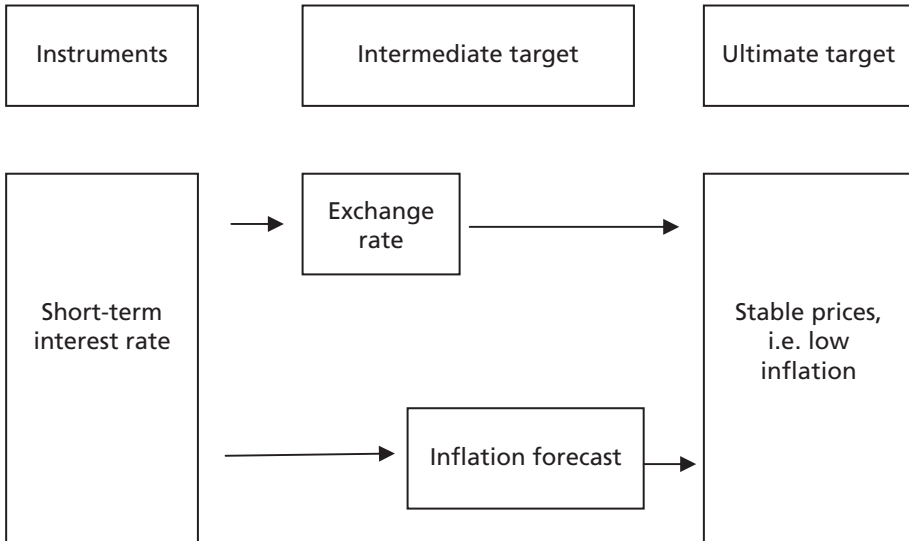 Instruments
Intermediate target
Ultimate target
Exchange
rate
Short-term
interest rate
Stable prices,
i.e. low
inflation
Inflation forecast